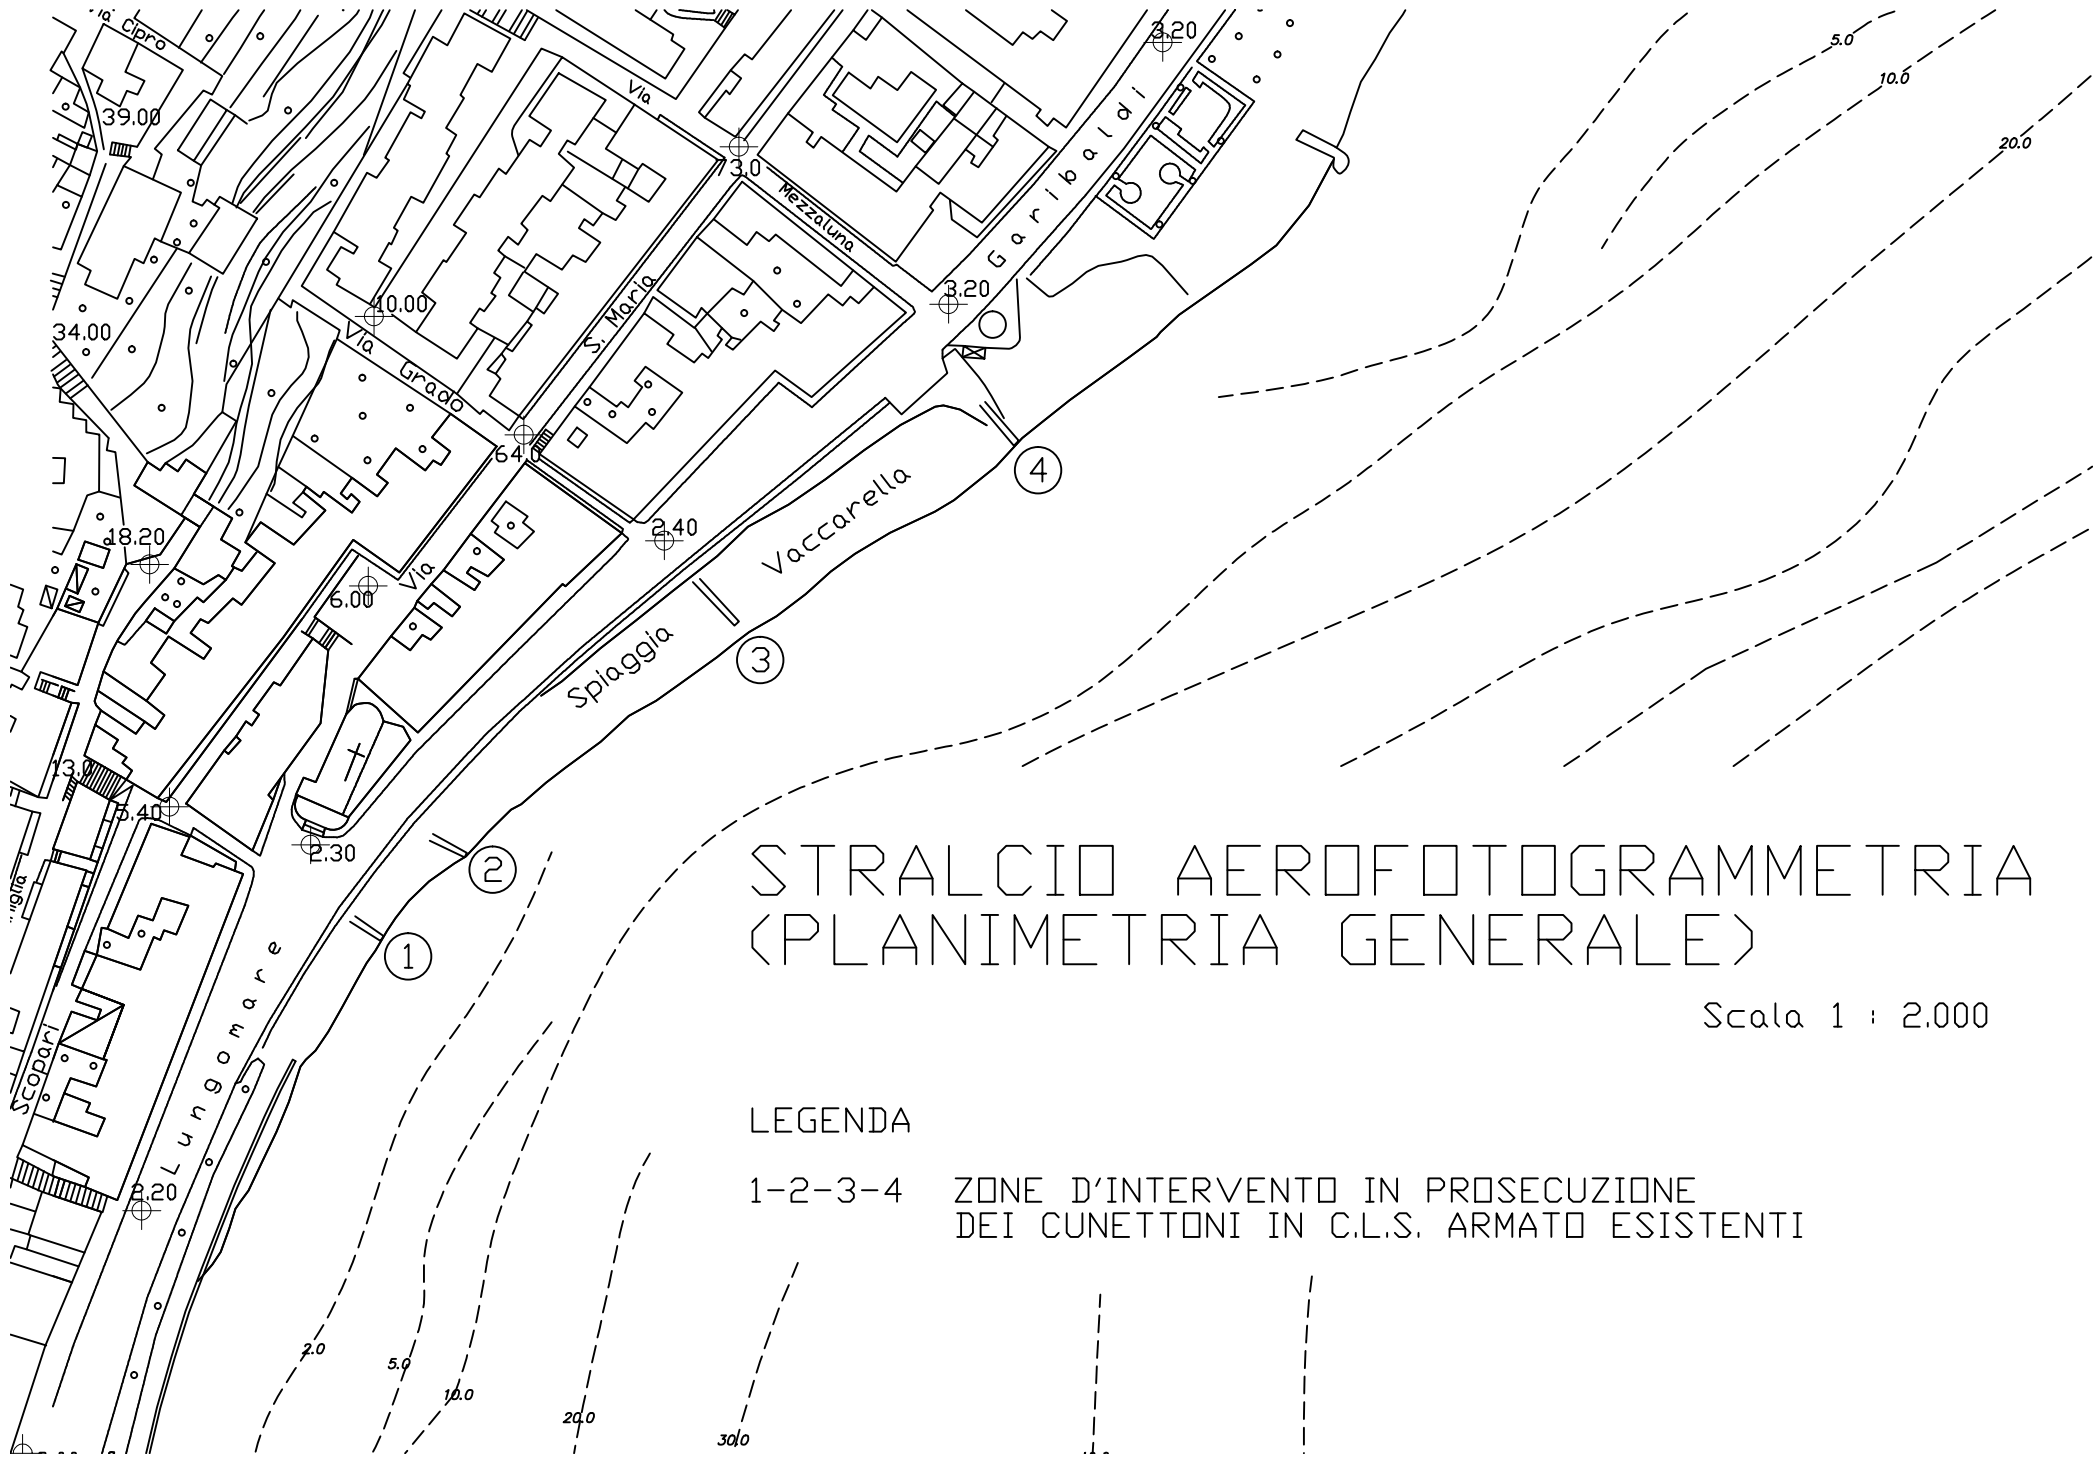 Via Cipro
39.00
3.20
5.0
10.0
20.0
Via
Mezzaluna
73.0
Garibaldi
3.20
10.00
34.00
S. Maria
Via Grado
64.0
4
18.20
2.40
Spiaggia Vaccarella
Via
6.00
3
13.0
5.40
2.30
2
1
STRALCIO AEROFOTOGRAMMETRIA
(PLANIMETRIA GENERALE)
Scala 1 : 2.000
Lungomare
Scopari
LEGENDA
1-2-3-4 ZONE D'INTERVENTO IN PROSECUZIONE
DEI CUNETTONI IN C.L.S. ARMATO ESISTENTI
2.20
2.0
5.0
10.0
20.0
30.0